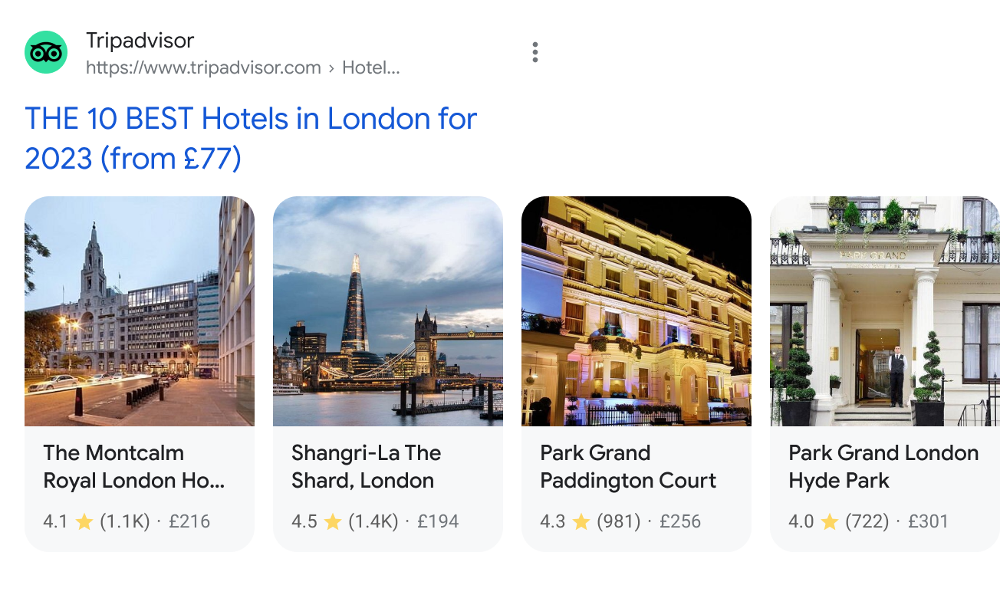 Tripadvisor
https://www.tripadvisor.com › Hotel...
THE 10 BEST Hotels in London for
2023 (from £77)
PARK GRAND
The Montcalm
Royal London Ho...
4.1 (1.1K) · £216
Shangri-La The
Shard, London
4.5 (1.4K) · £194
Park Grand
Paddington Court
4.3 (981) · £256
Park Grand London
Hyde Park
4.0 (722) · £301